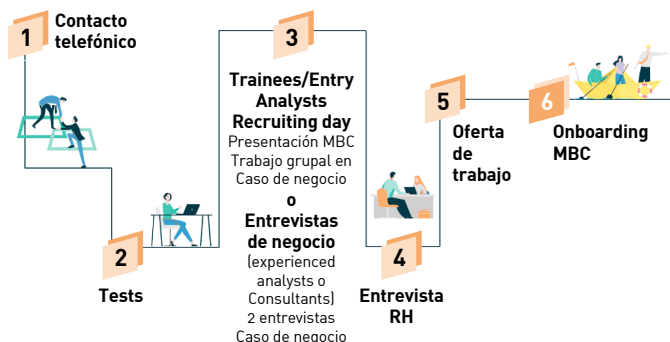 1
Contacto
telefónico
2
Tests
3
Trainees/Entry
Analysts
Recruiting day
Presentación MBC
Trabajo grupal en
Caso de negocio
o
Entrevistas
de negocio
(experienced
analysts o
Consultants)
2 entrevistas
Caso de negocio
4
Entrevista
RH
5
Oferta
de
trabajo
6
Onboarding
MBC